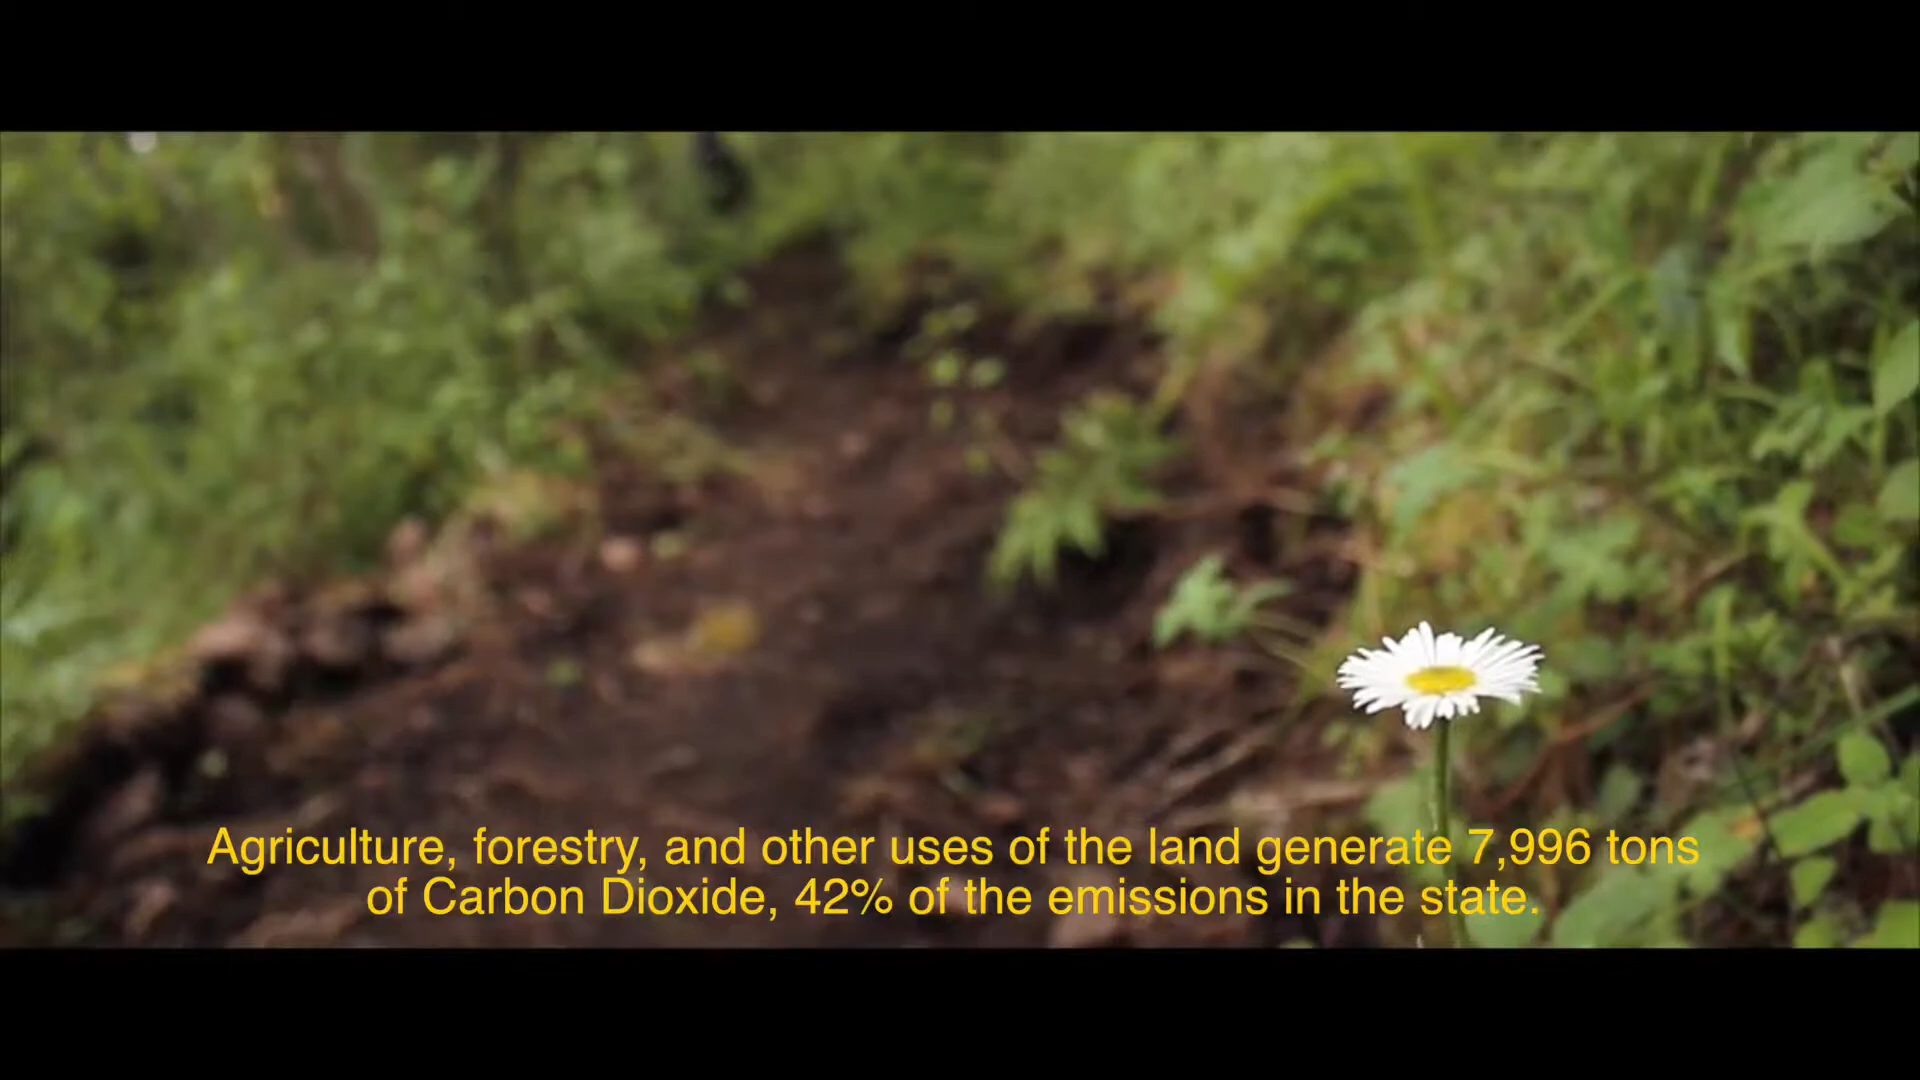 Agriculture, forestry, and other uses of the land generate 7,996 tons
of Carbon Dioxide, 42% of the emissions in the state.